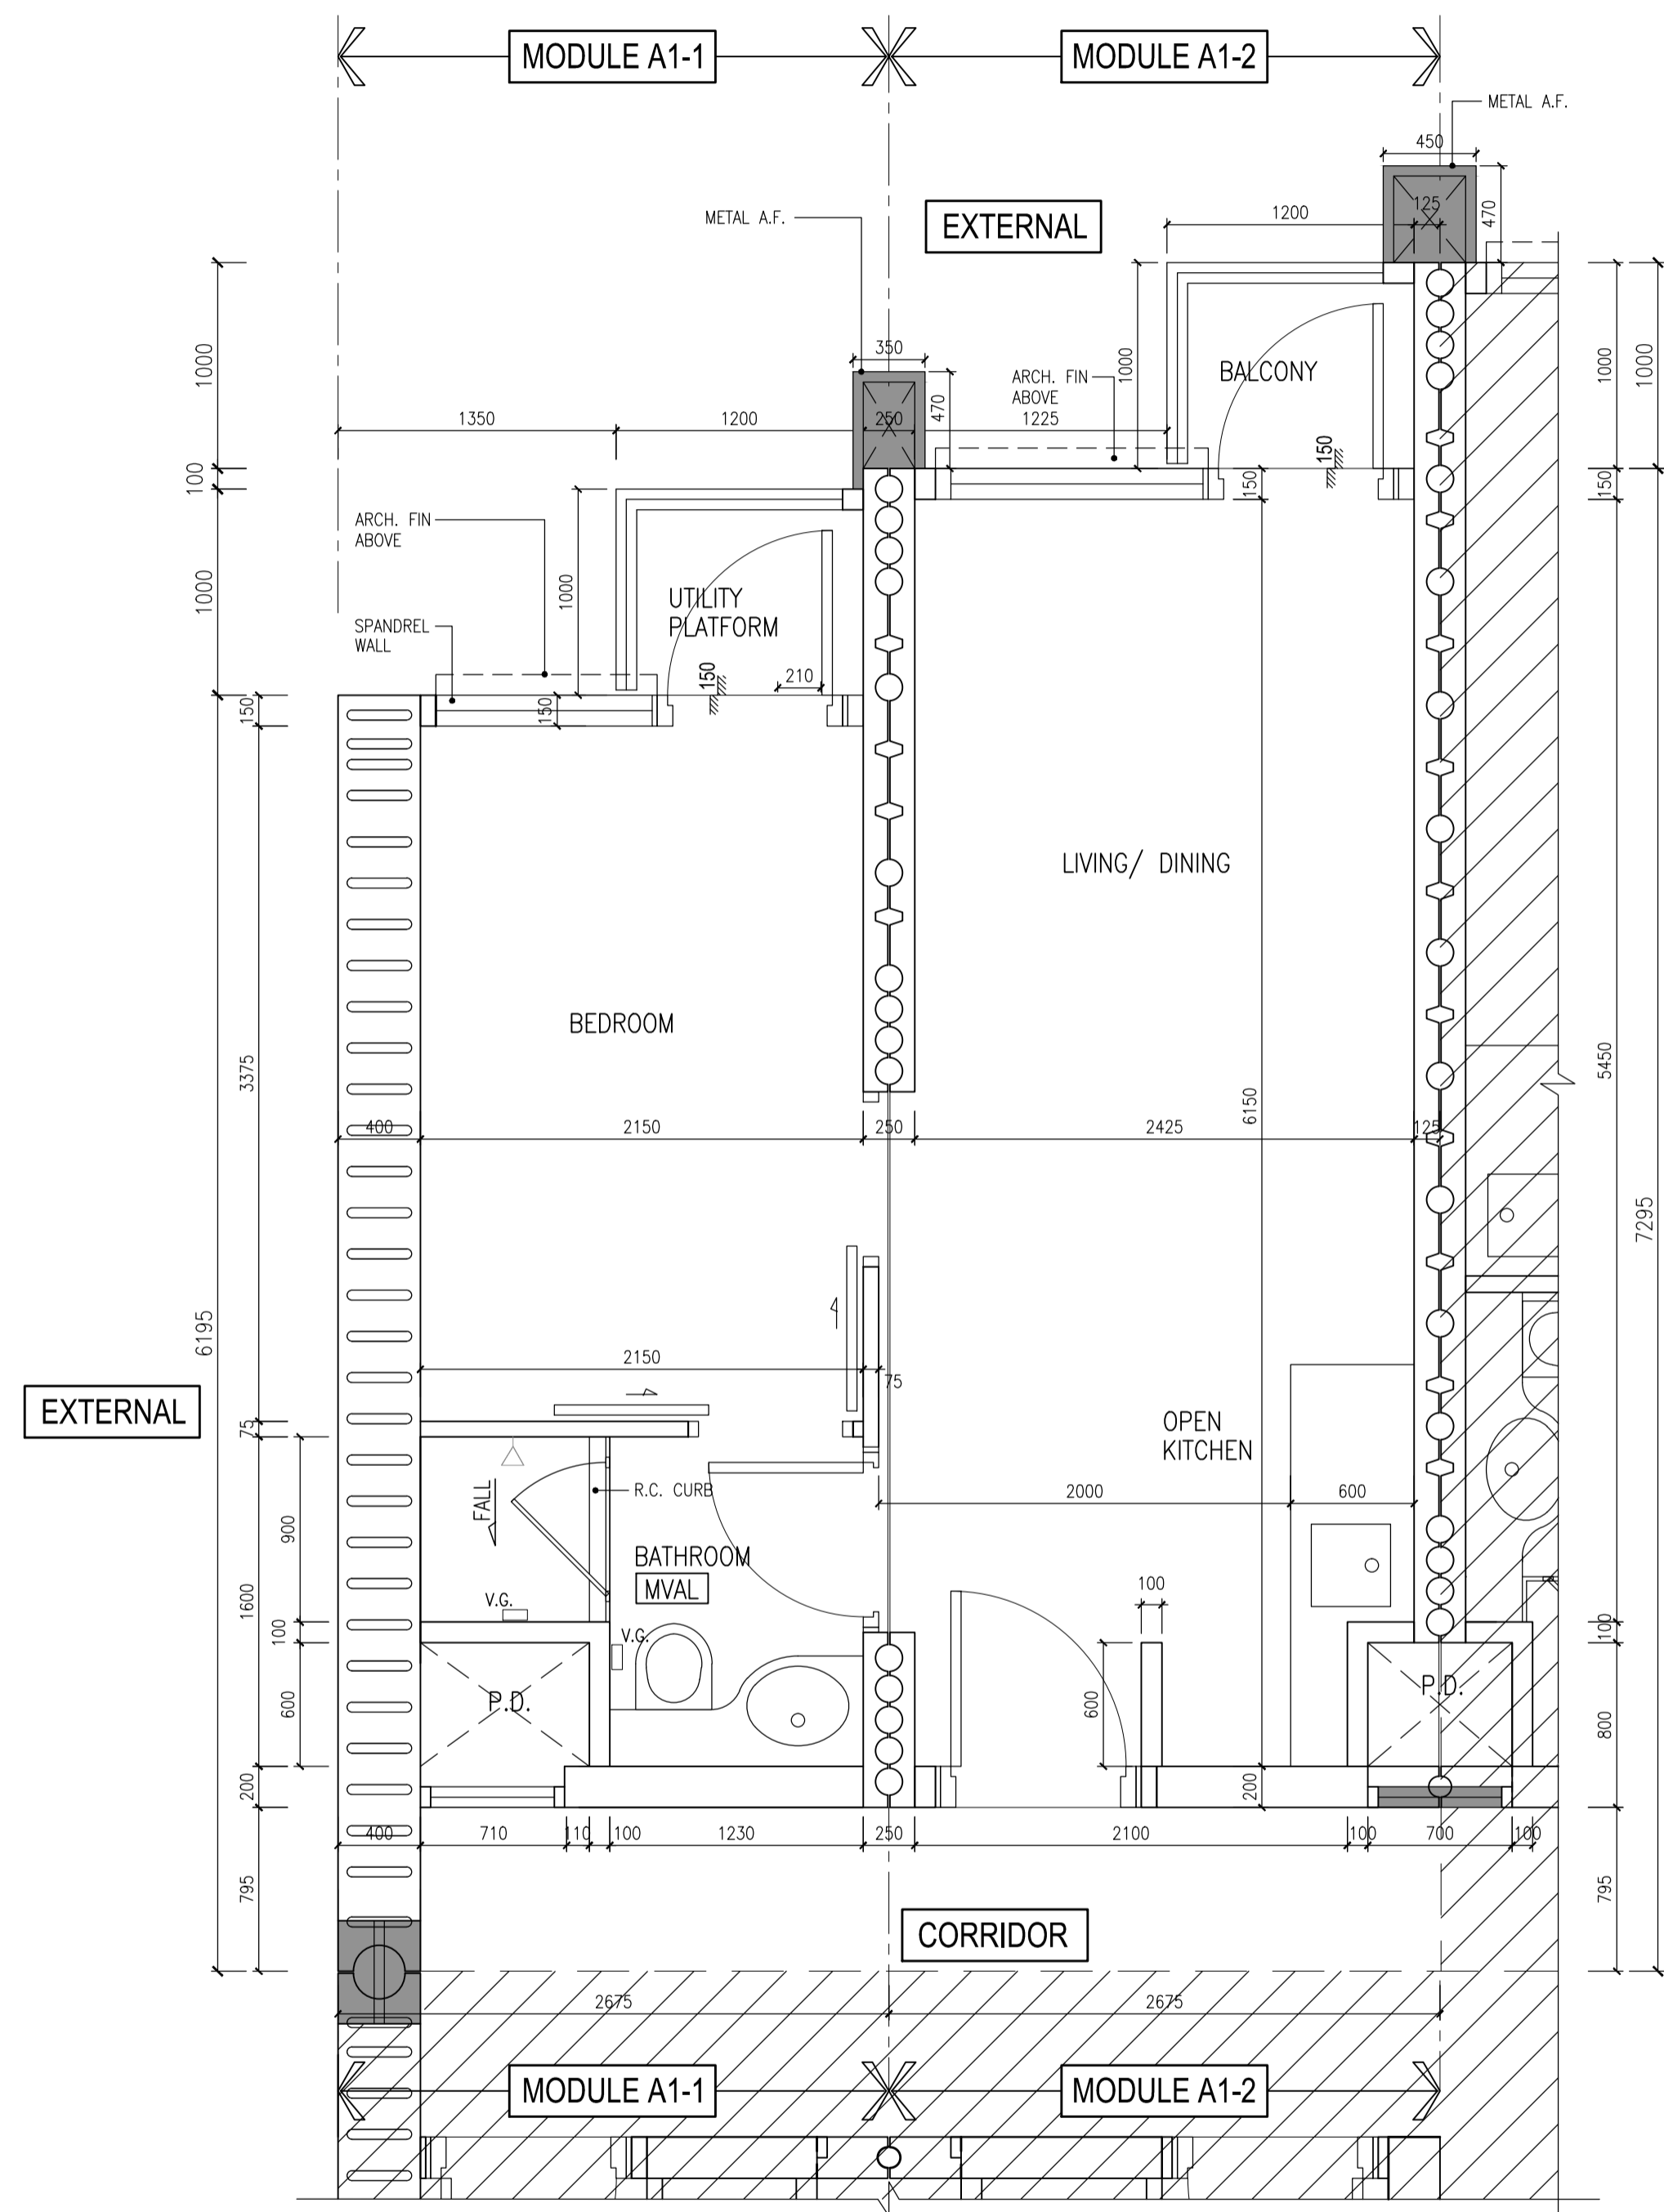 MODULE A1-1
MODULE A1-2
METAL A.F.
450
125
470
1200
METAL A.F.
EXTERNAL
350
ARCH. FIN
ABOVE
1000
BALCONY
1000
1000
1000
470
1350
1200
250
1225
150
150
150
100
ARCH. FIN
ABOVE
1000
1000
UTILITY
PLATFORM
SPANDREL
WALL
210
150
150
150
LIVING/ DINING
BEDROOM
3375
5450
6150
7295
400
2150
250
2425
125
6195
2150
75
EXTERNAL
75
OPEN
KITCHEN
R.C. CURB
FALL
2000
600
900
BATHROOM
MVAL
1600
100
V.G.
V.G.
100
100
P.D.
P.D.
600
600
800
200
200
400
710
110
100
1230
250
2100
100
700
100
795
795
CORRIDOR
2675
2675
MODULE A1-1
MODULE A1-2